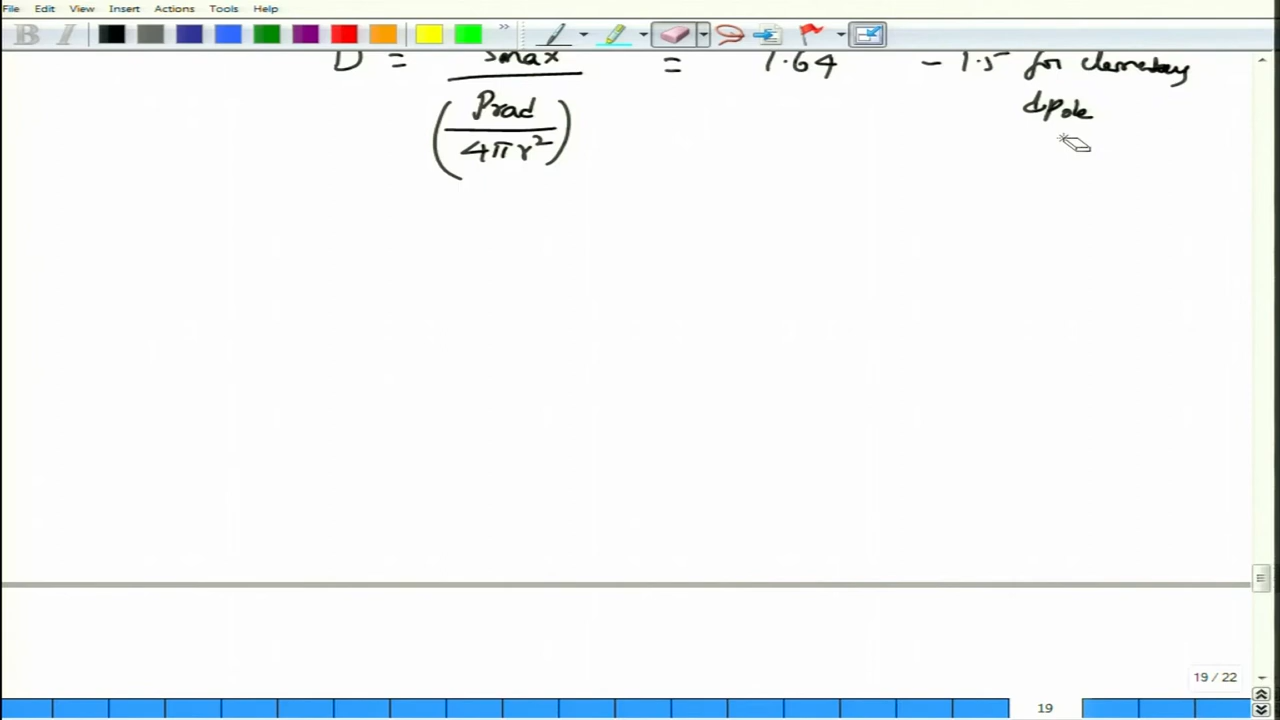 File Edit View Insert Actions Tools Help
B I
D = Smax = 1.64 - 1.5 for elementary
Prad dipole
4πr²
19 / 22
19